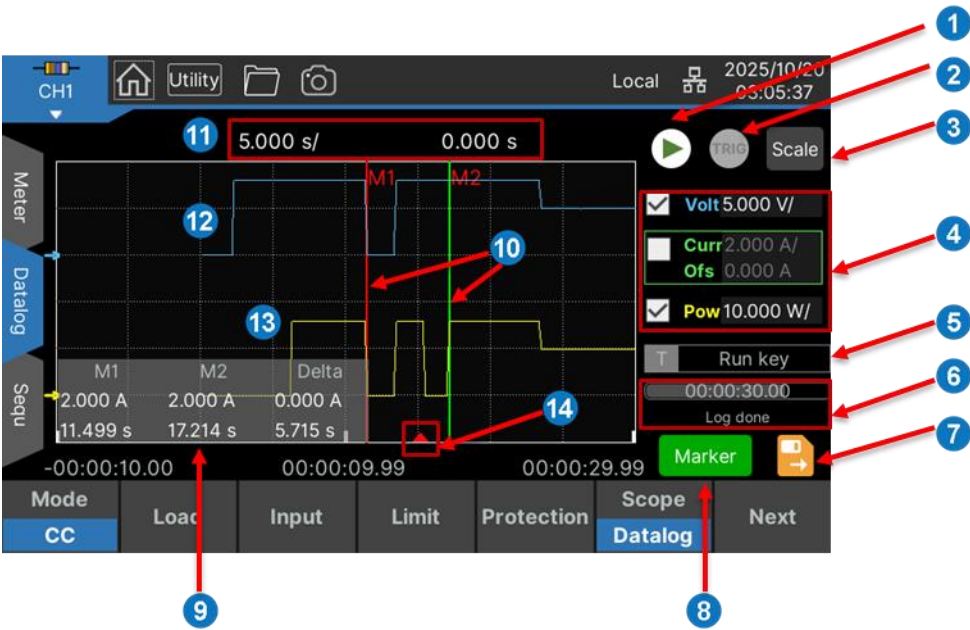 1
CH1
Utility
Local
2025/10/20
03:05:37
2
11
5.000 s/ 0.000 s
TRIG
Scale
3
Meter
M1 M2
12
Volt 5.000 V/
10
Curr 2.000 A/
Ofs 0.000 A
4
Datalog
13
Pow 10.000 W/
5
T Run key
M1 M2 Delta
2.000 A 2.000 A 0.000 A
11.499 s 17.214 s 5.715 s
Sequ
14
00:00:30.00
Log done
6
7
-00:00:10.00 00:00:09.99 00:00:29.99
Marker
Mode
CC
Load
Input
Limit
Protection
Scope
Datalog
Next
9
8